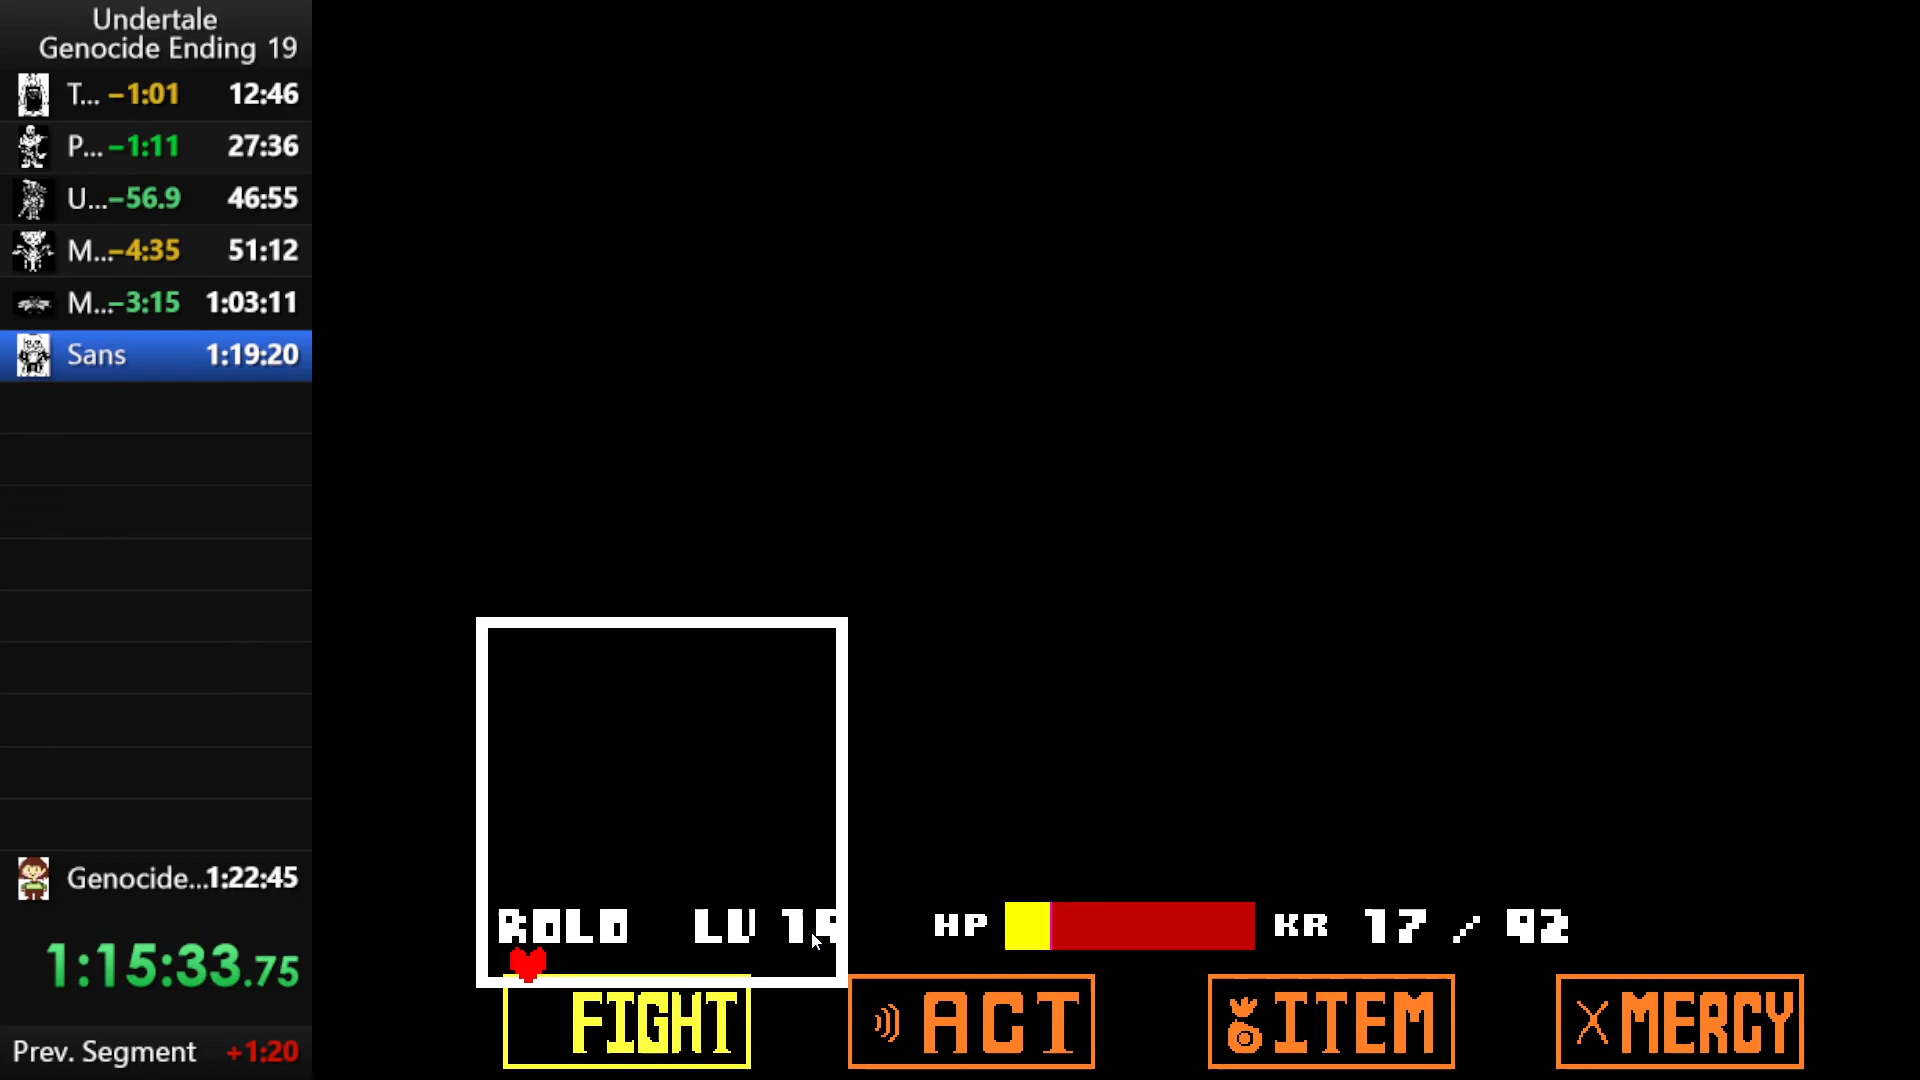 Undertale
Genocide Ending 19
T... −1:01 12:46
P... −1:11 27:36
U... −56.9 46:55
M... −4:35 51:12
M... −3:15 1:03:11
Sans 1:19:20
Genocide... 1:22:45
1:15:33.75
Prev. Segment +1:20
ROLO LV 19 HP KR 17 / 92
FIGHT ACT ITEM MERCY